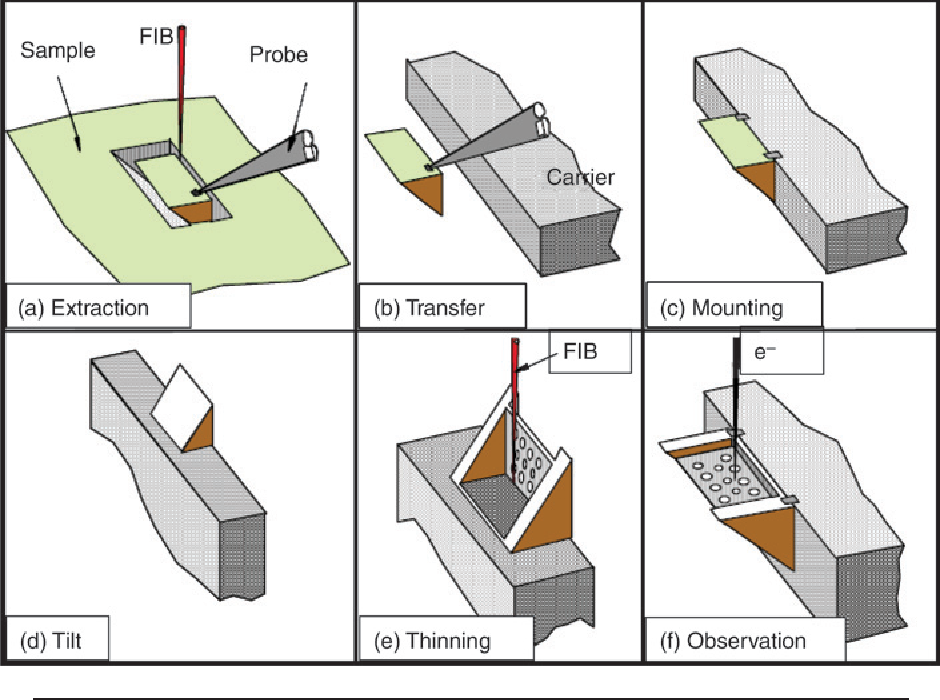 Sample
FIB
Probe
(a) Extraction
Carrier
(b) Transfer
(c) Mounting
(d) Tilt
FIB
(e) Thinning
e–
(f) Observation